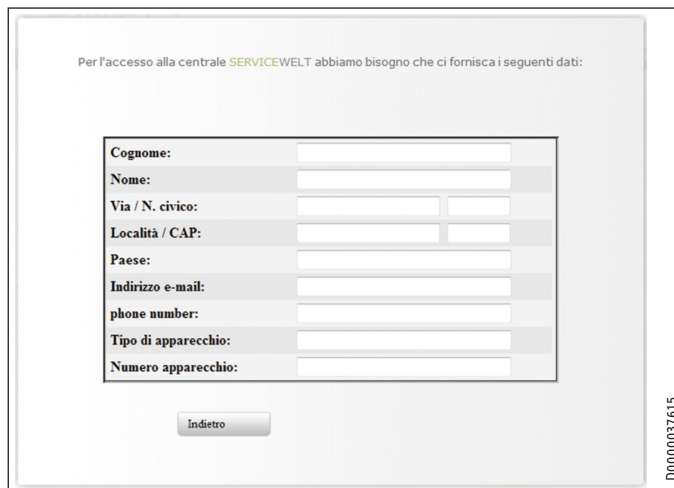 Per l'accesso alla centrale SERVICEWELT abbiamo bisogno che ci fornisca i seguenti dati:
Cognome:
Nome:
Via / N. civico:
Località / CAP:
Paese:
Indirizzo e-mail:
phone number:
Tipo di apparecchio:
Numero apparecchio:
Indietro
D0000037615